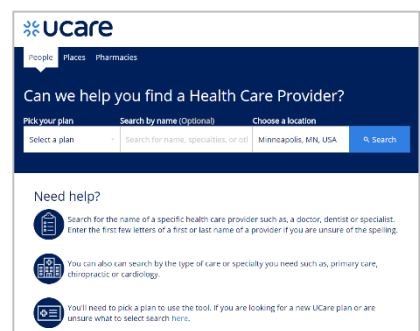 ucare
People Places Pharmacies
Can we help you find a Health Care Provider?
Pick your plan Search by name (Optional) Choose a location
Select a plan Search for name, specialties, or otl Minneapolis, MN, USA Search
Need help?
Search for the name of a specific health care provider such as, a doctor, dentist or specialist.
Enter the first few letters of a first or last name of a provider if you are unsure of the spelling.
You can also can search by the type of care or specialty you need such as, primary care,
chiropractic or cardiology.
You'll need to pick a plan to use the tool. If you are looking for a new UCare plan or are
unsure what to select search here.